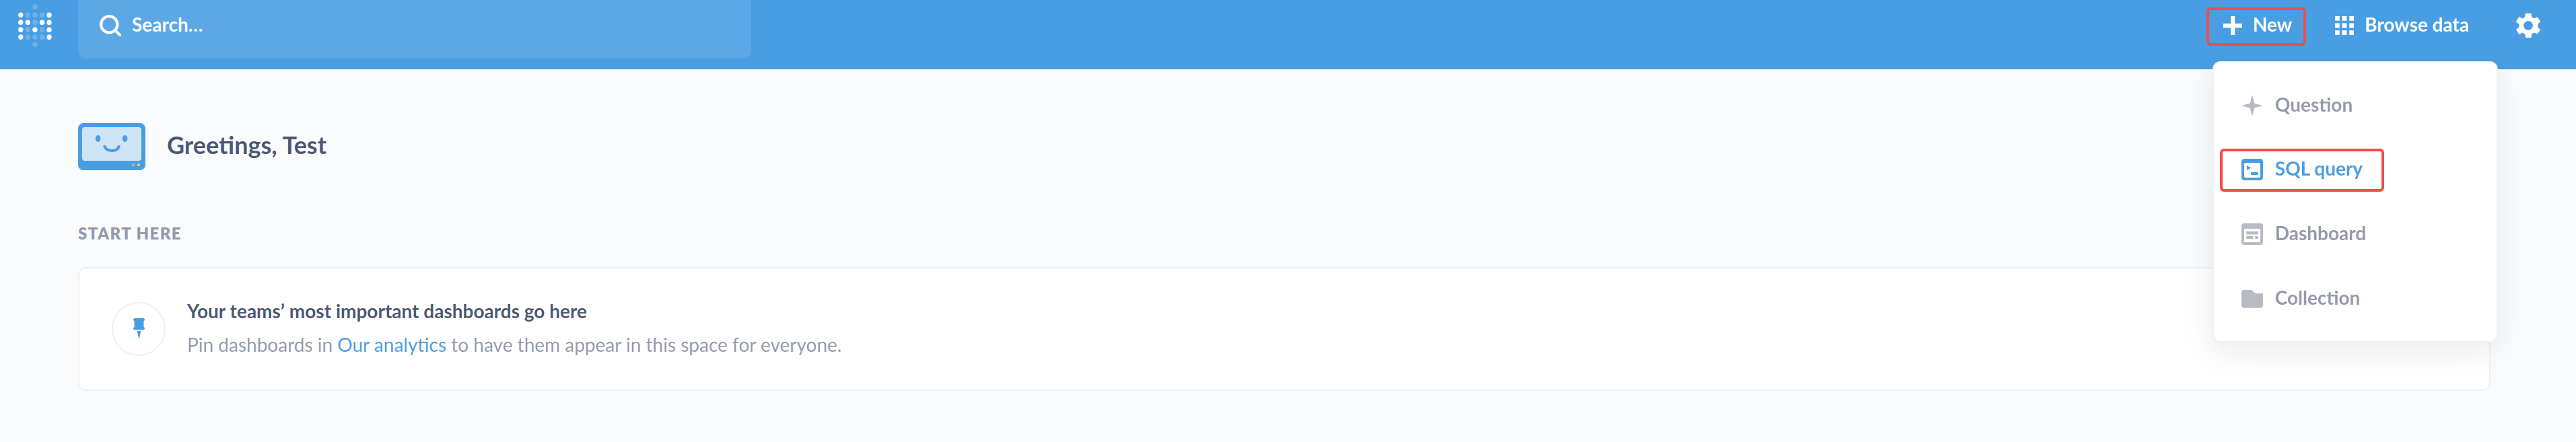 Search...
New
Browse data
Question
Greetings, Test
SQL query
START HERE
Dashboard
Your teams’ most important dashboards go here
Collection
Pin dashboards in Our analytics to have them appear in this space for everyone.